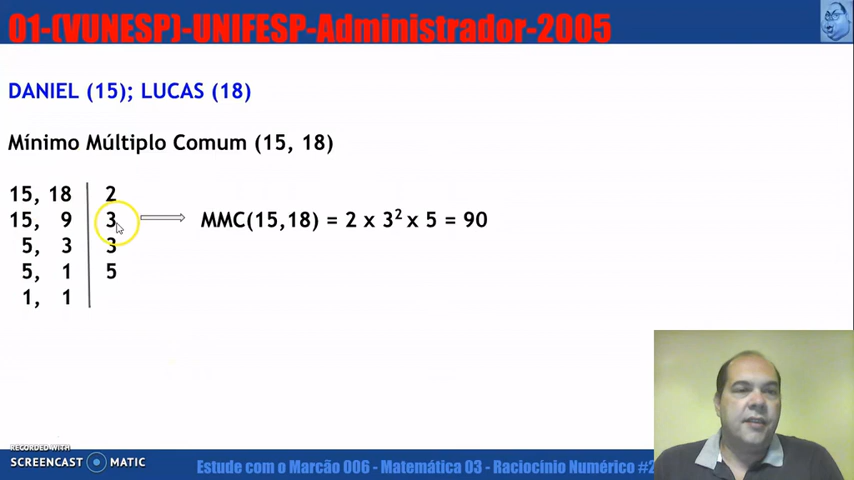 01-(VUNESP)-UNIFESP-Administrador-2005
DANIEL (15); LUCAS (18)
Mínimo Múltiplo Comum (15, 18)
15, 18 | 2
15, 9 | 3 ⇒ MMC(15,18) = 2 x 3² x 5 = 90
5, 3 | 3
5, 1 | 5
1, 1 |
RECORDED WITH
SCREENCAST MATIC
Estude com o Marcão 006 - Matemática 03 - Raciocínio Numérico #2